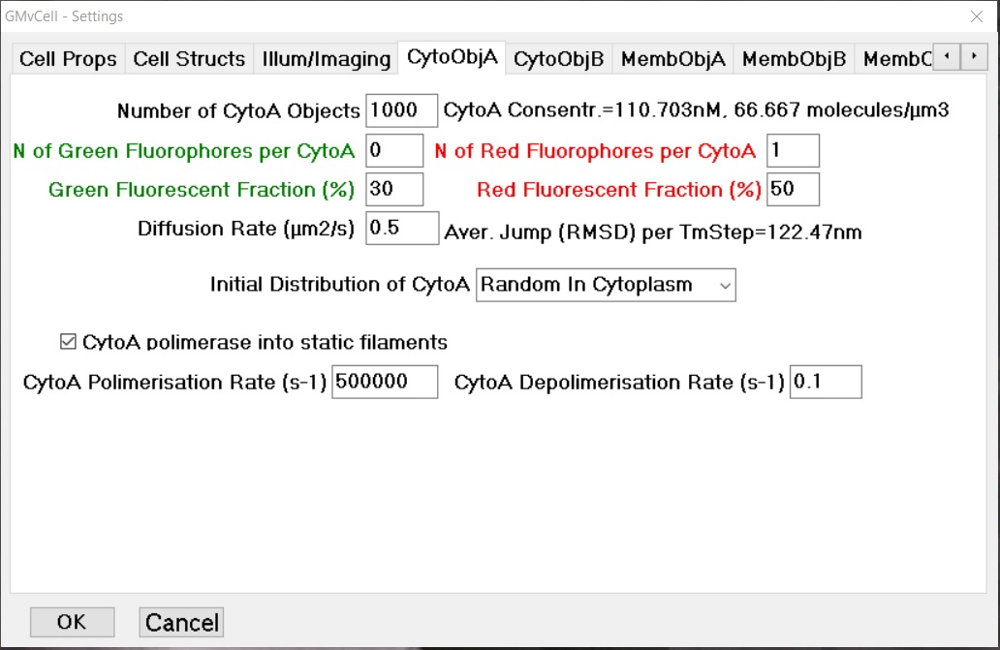 GMvCell - Settings
Cell Props Cell Structs Illum/Imaging CytoObjA CytoObjB MembObjA MembObjB
Number of CytoA Objects 1000 CytoA Consentr.=110.703nM, 66.667 molecules/µm3
N of Green Fluorophores per CytoA 0 N of Red Fluorophores per CytoA 1
Green Fluorescent Fraction (%) 30 Red Fluorescent Fraction (%) 50
Diffusion Rate (µm2/s) 0.5 Aver. Jump (RMSD) per TmStep=122.47nm
Initial Distribution of CytoA Random In Cytoplasm
CytoA polimerase into static filaments
CytoA Polimerisation Rate (s-1) 500000 CytoA Depolimerisation Rate (s-1) 0.1
OK Cancel